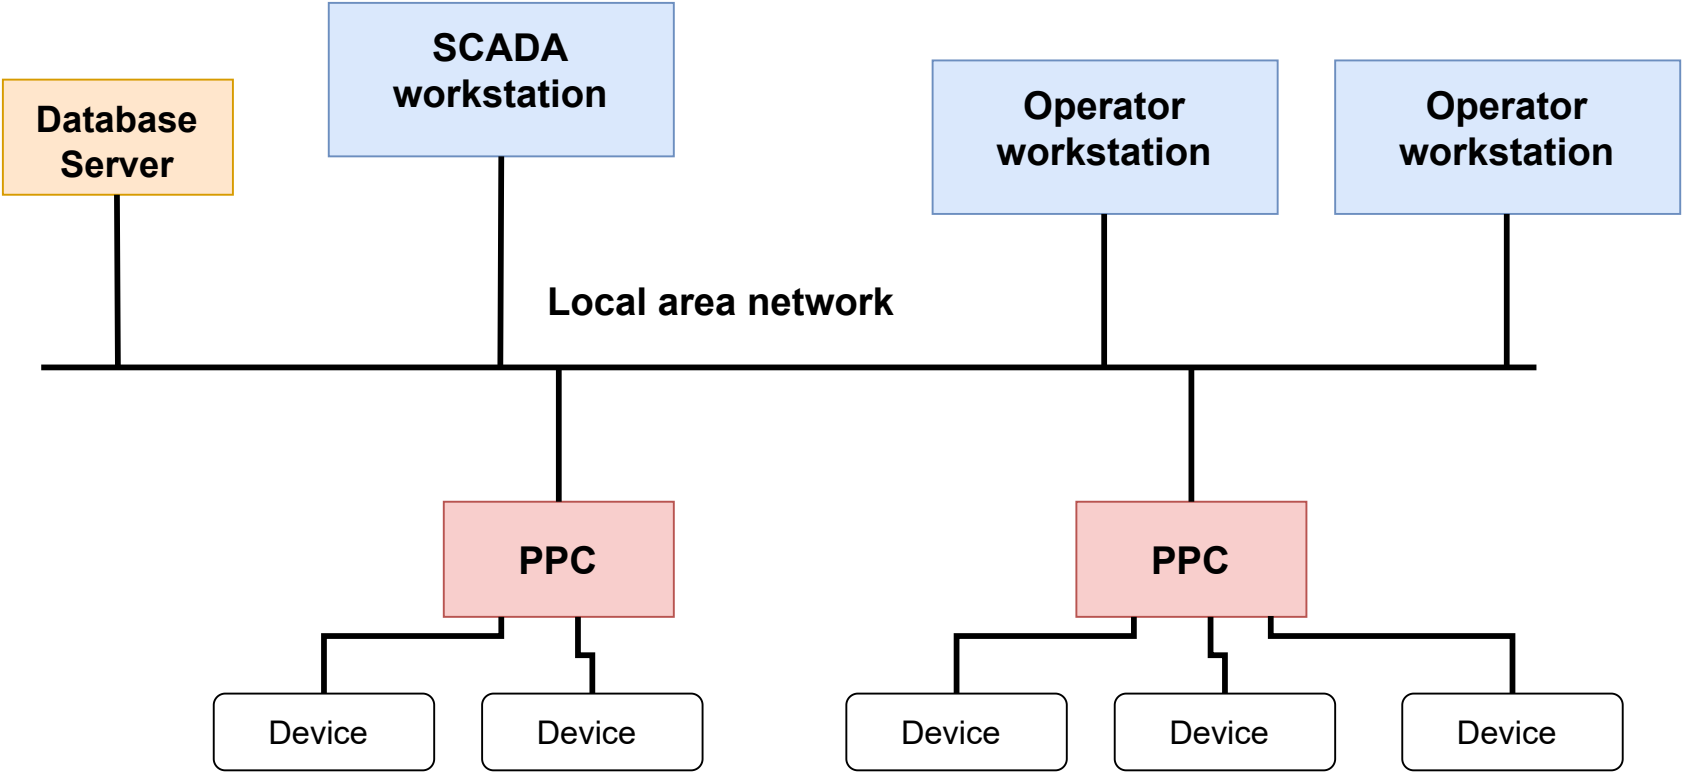 SCADA
workstation
Database
Server
Operator
workstation
Operator
workstation
Local area network
PPC
PPC
Device
Device
Device
Device
Device